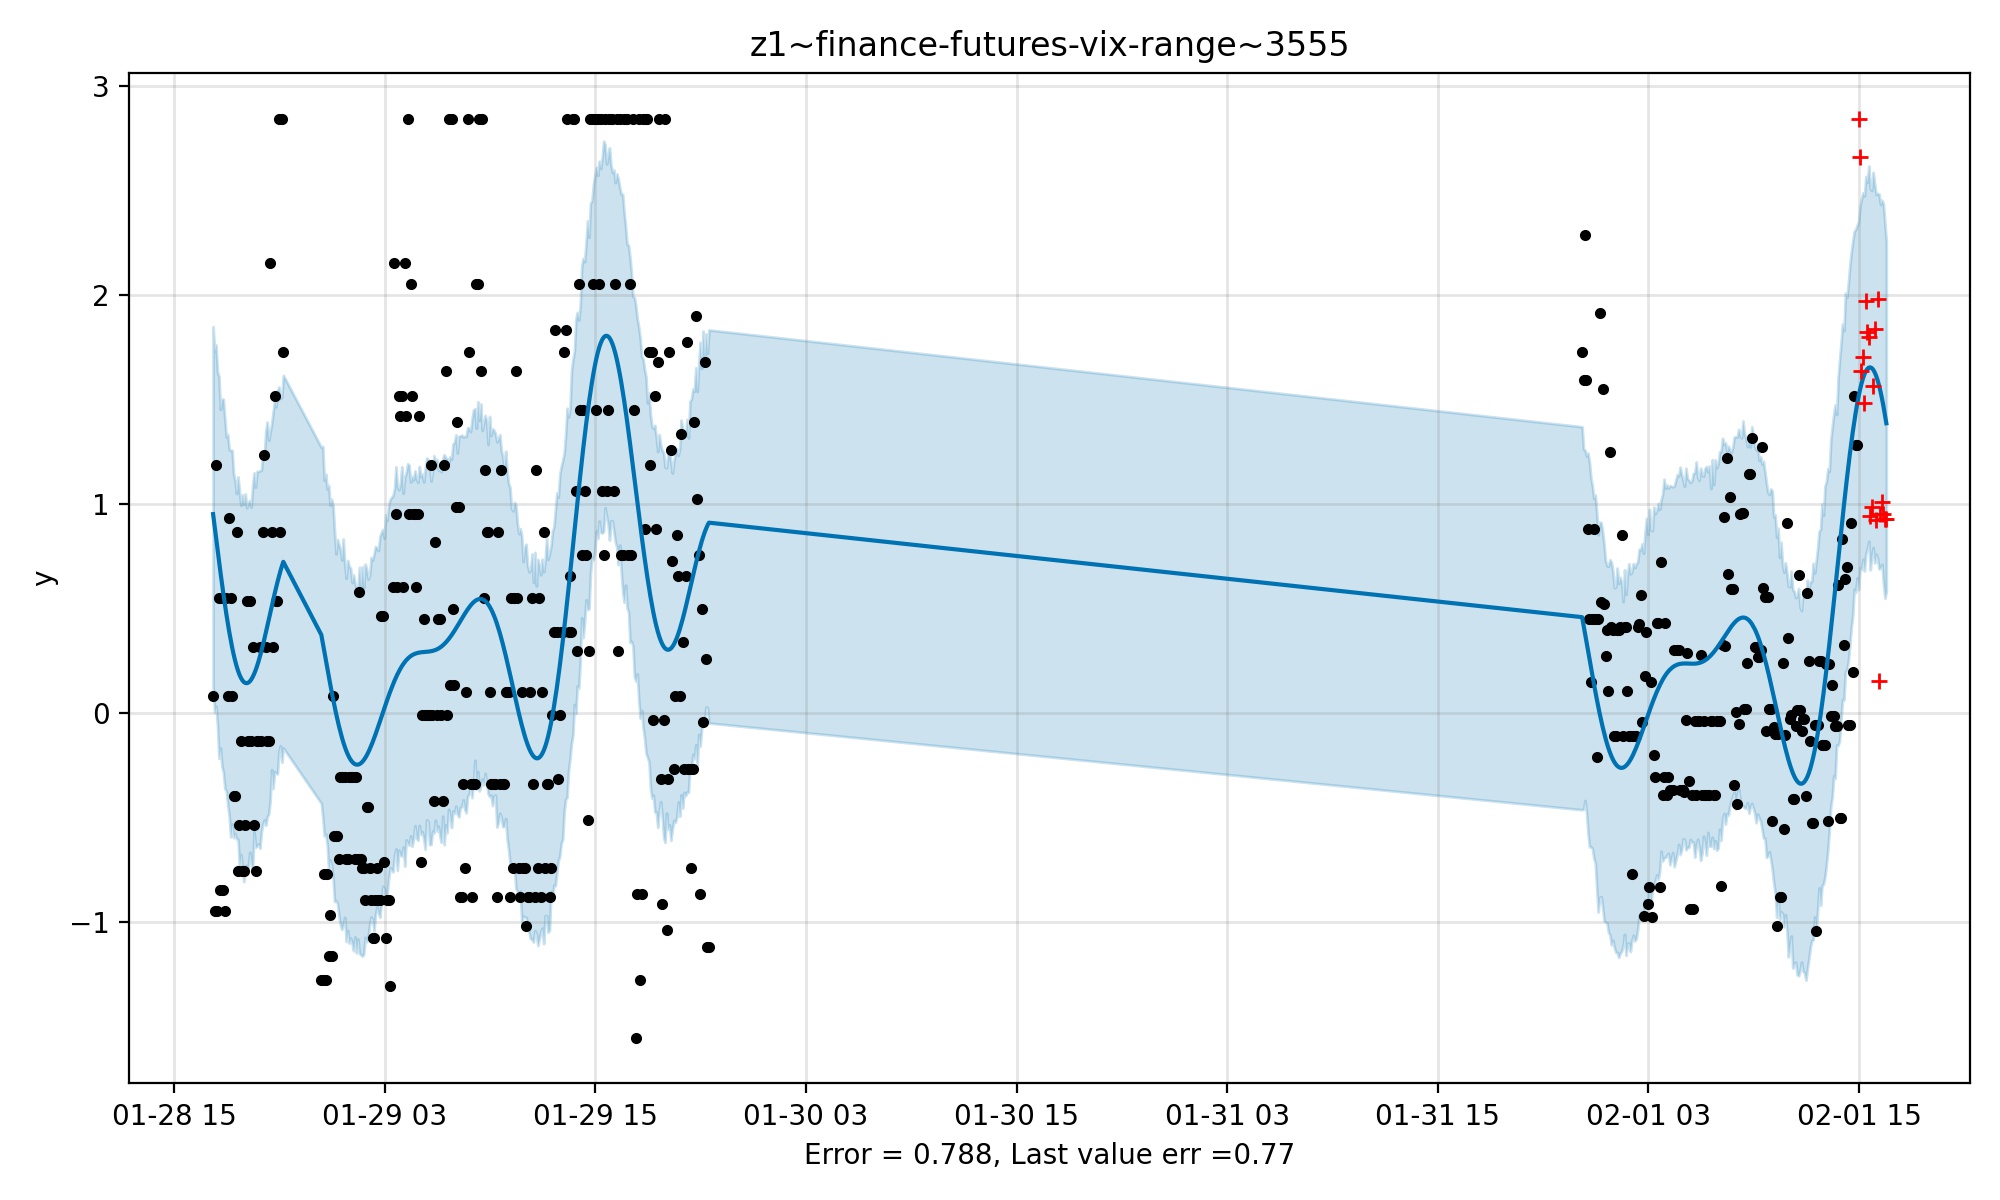 z1~finance-futures-vix-range~3555
3
2
1
0
−1
y
01-28 15 01-29 03 01-29 15 01-30 03 01-30 15 01-31 03 01-31 15 02-01 03 02-01 15
Error = 0.788, Last value err =0.77